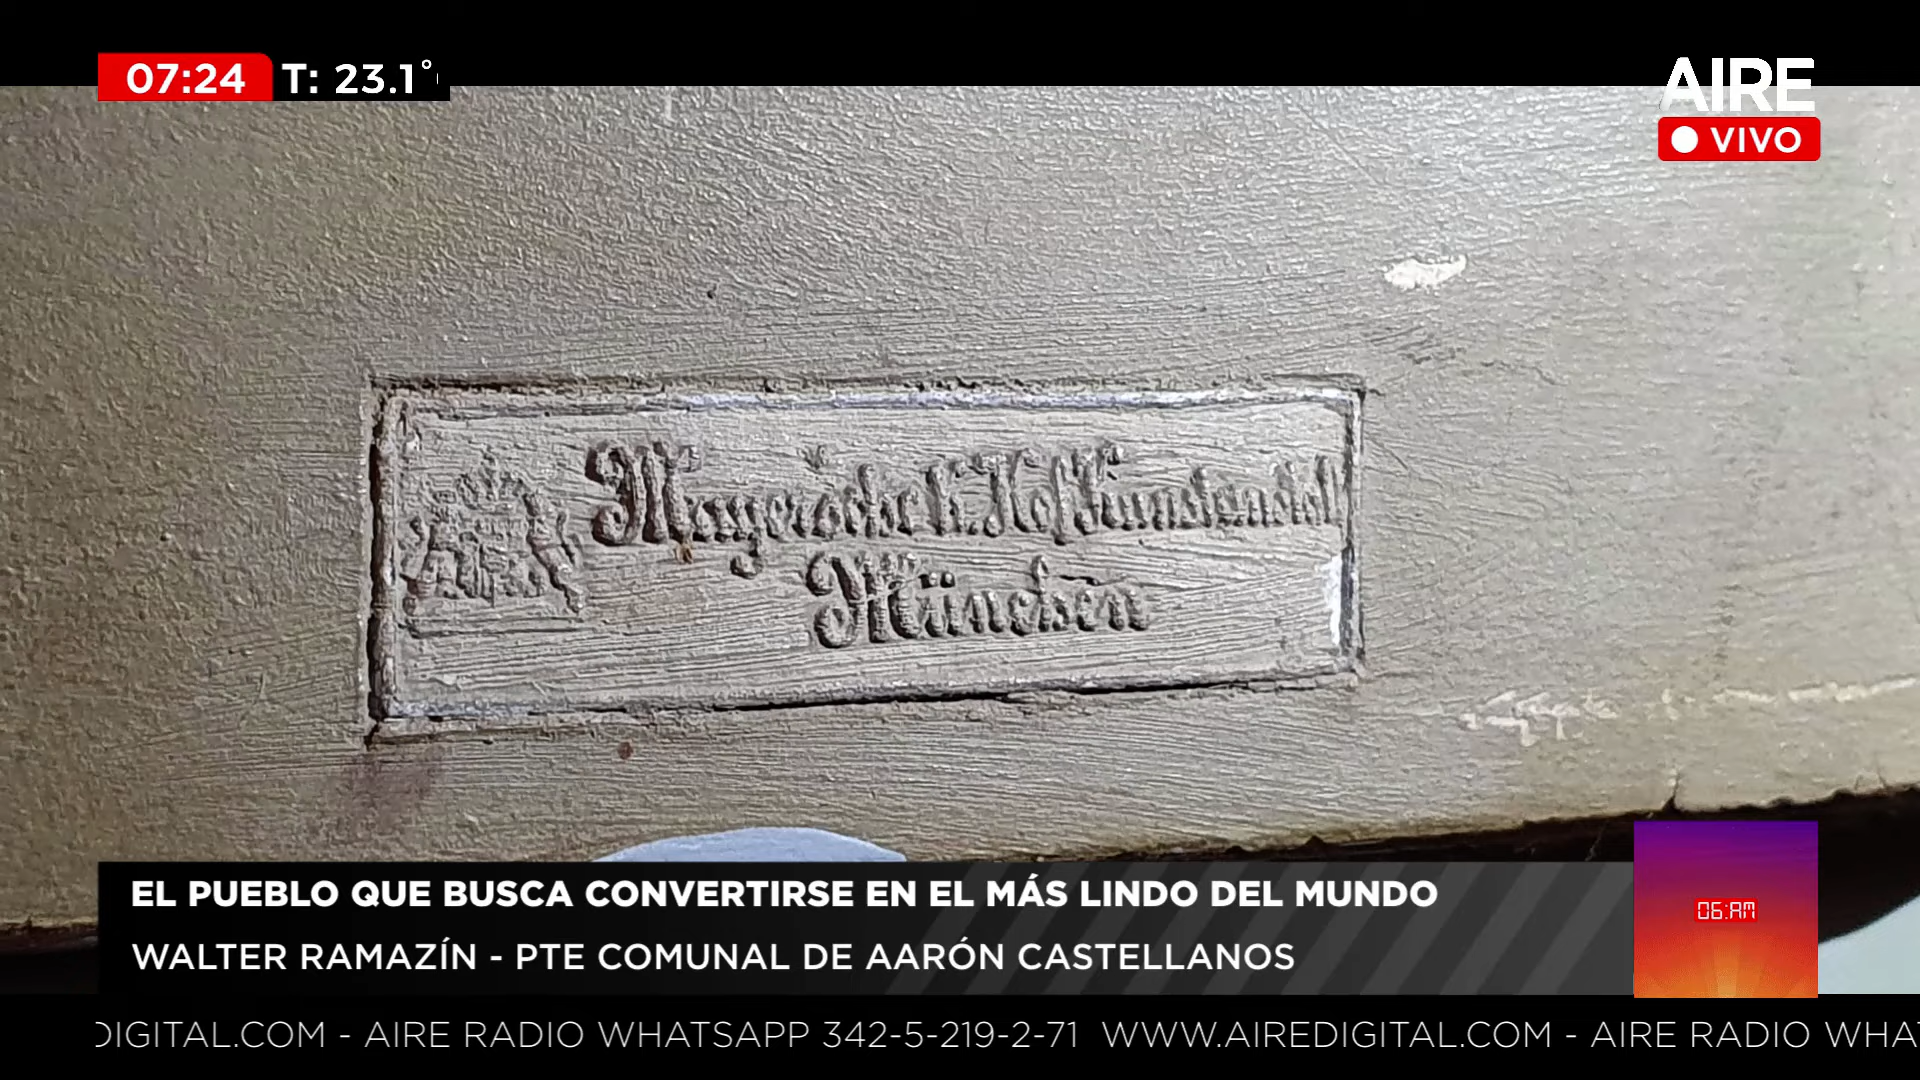 07:24 T: 23.1°
AIRE
VIVO
Mayer'sche K. Hof Kunstanstalt
München
EL PUEBLO QUE BUSCA CONVERTIRSE EN EL MÁS LINDO DEL MUNDO
06:AM
WALTER RAMAZÍN - PTE COMUNAL DE AARÓN CASTELLANOS
DIGITAL.COM - AIRE RADIO WHATSAPP 342-5-219-2-71 WWW.AIREDIGITAL.COM - AIRE RADIO WHA